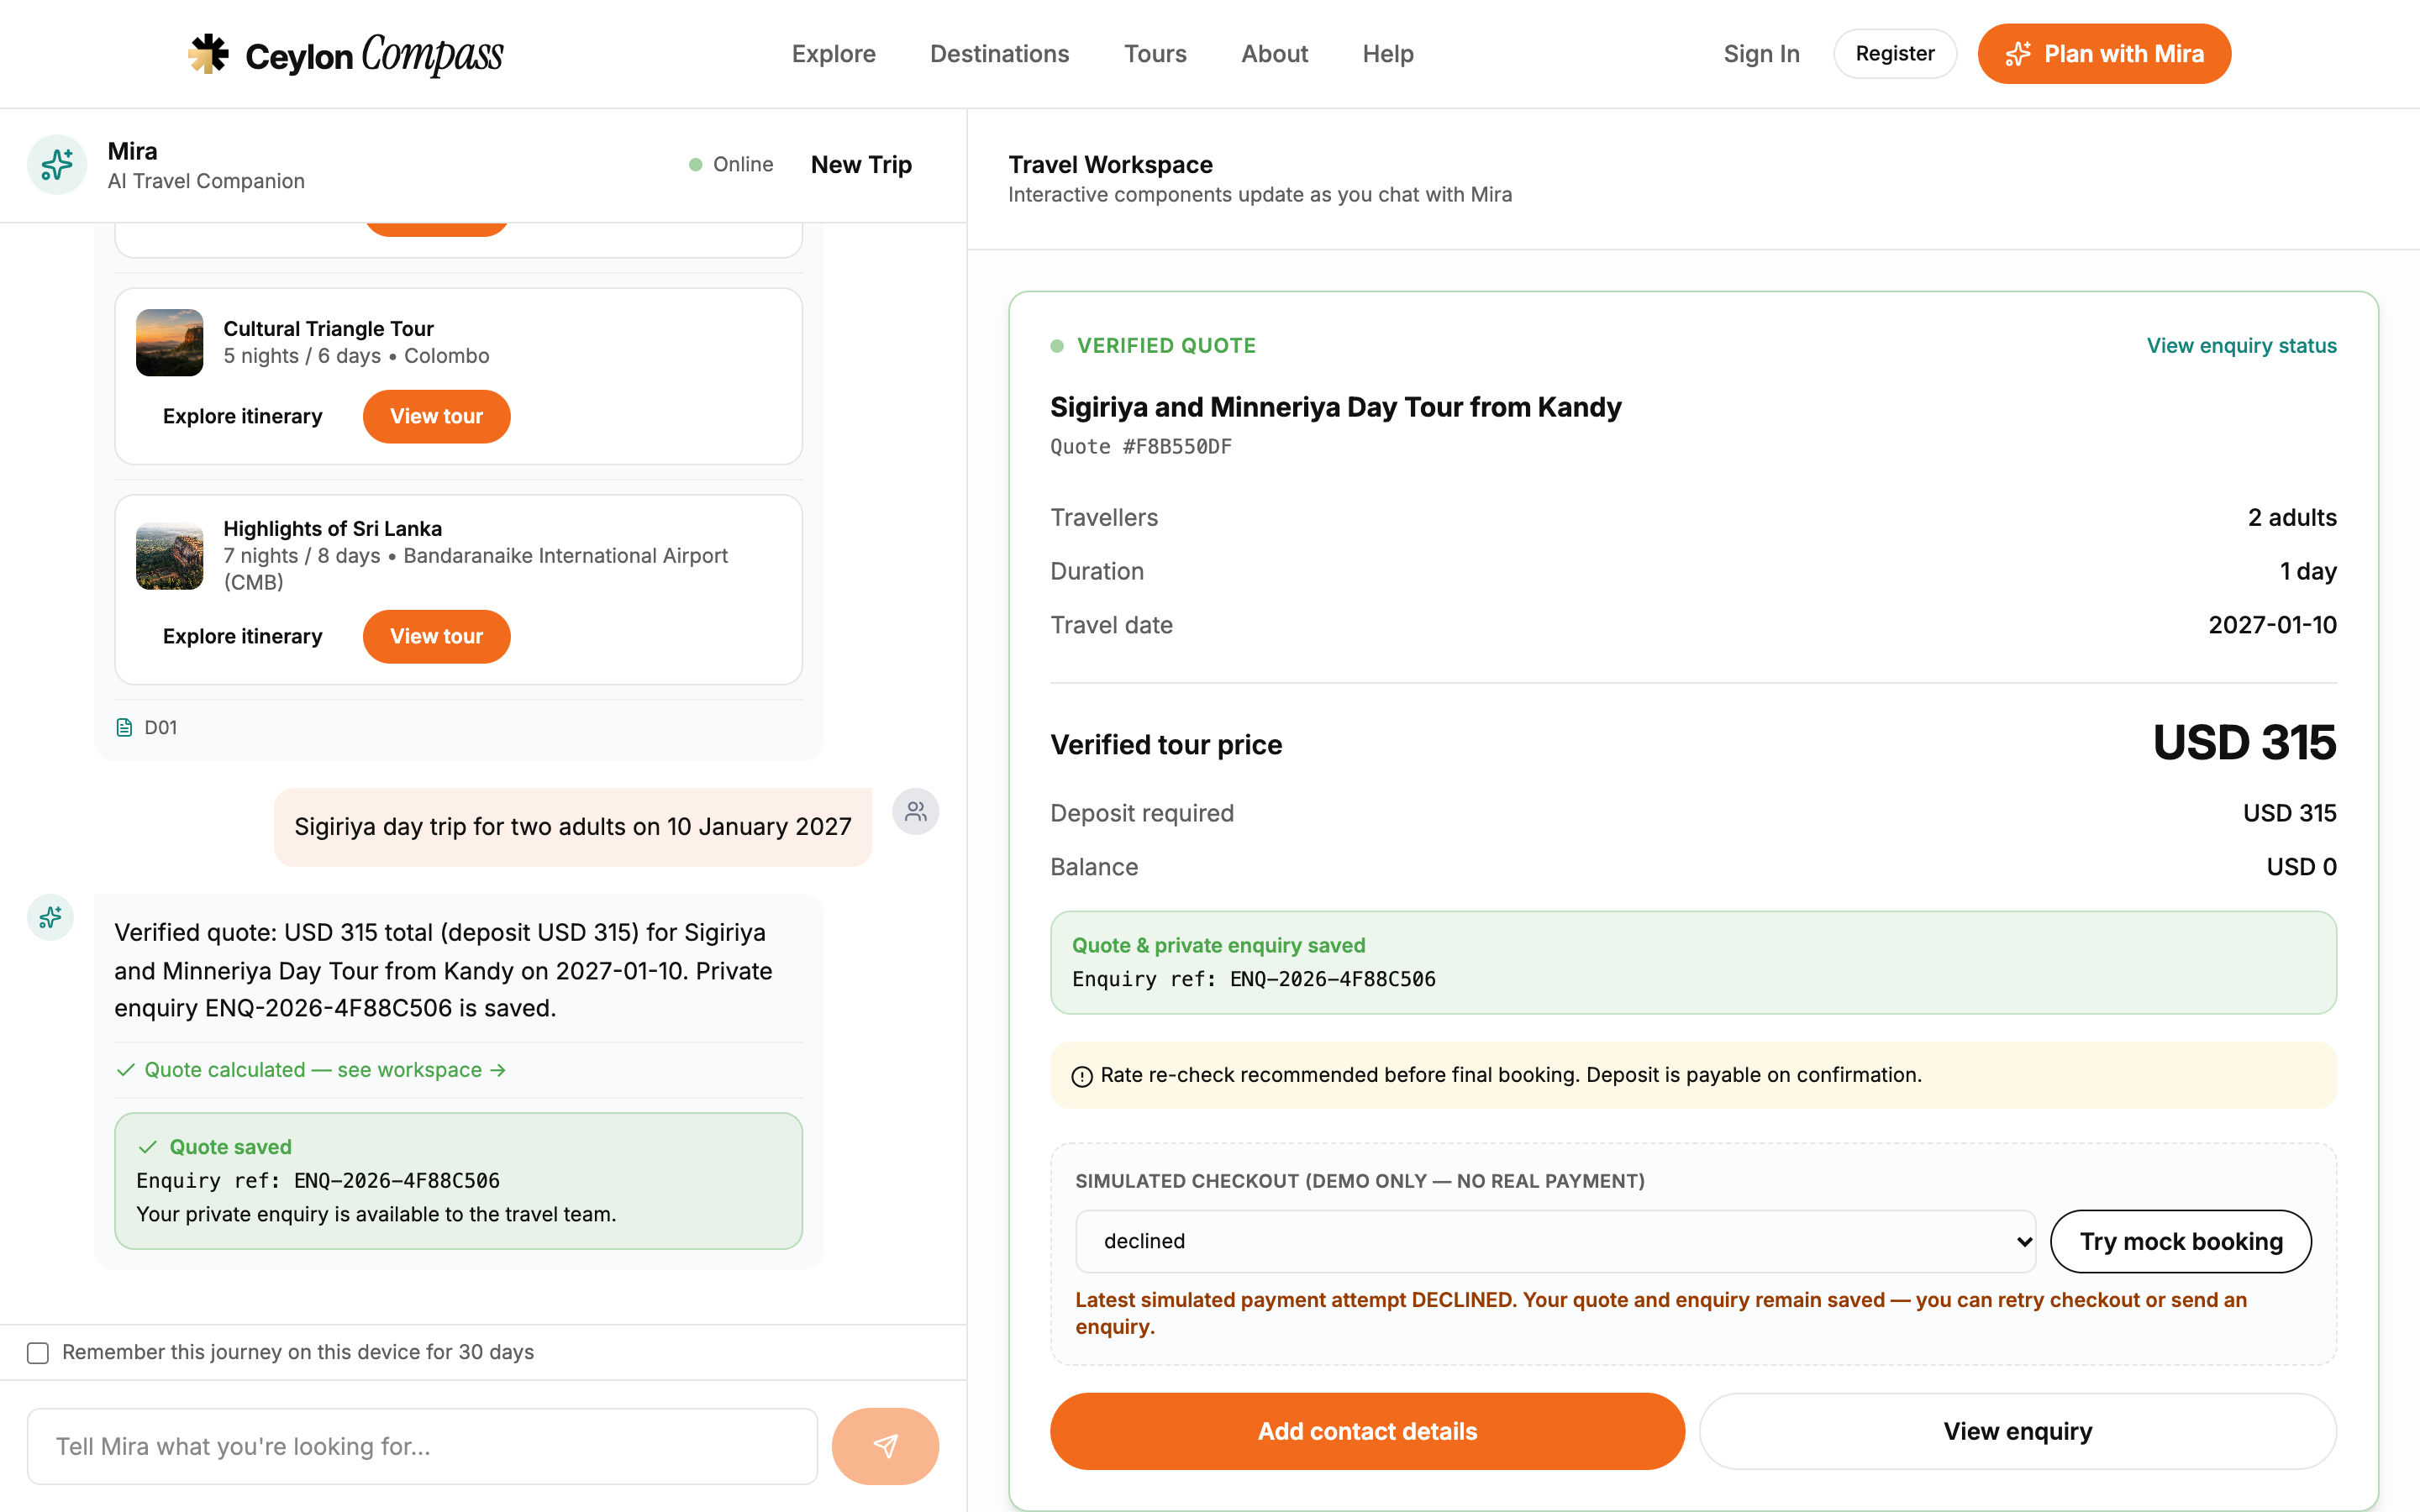 Ceylon Compass
Explore
Destinations
Tours
About
Help
Sign In
Register
Plan with Mira
Mira
AI Travel Companion
Online
New Trip
Cultural Triangle Tour
5 nights / 6 days • Colombo
Explore itinerary
View tour
Highlights of Sri Lanka
7 nights / 8 days • Bandaranaike International Airport
(CMB)
Explore itinerary
View tour
D01
Sigiriya day trip for two adults on 10 January 2027
Verified quote: USD 315 total (deposit USD 315) for Sigiriya
and Minneriya Day Tour from Kandy on 2027-01-10. Private
enquiry ENQ-2026-4F88C506 is saved.
Quote calculated — see workspace →
Quote saved
Enquiry ref: ENQ-2026-4F88C506
Your private enquiry is available to the travel team.
Remember this journey on this device for 30 days
Tell Mira what you're looking for...
Travel Workspace
Interactive components update as you chat with Mira
VERIFIED QUOTE
View enquiry status
Sigiriya and Minneriya Day Tour from Kandy
Quote #F8B550DF
Travellers
2 adults
Duration
1 day
Travel date
2027-01-10
Verified tour price
USD 315
Deposit required
USD 315
Balance
USD 0
Quote & private enquiry saved
Enquiry ref: ENQ-2026-4F88C506
Rate re-check recommended before final booking. Deposit is payable on confirmation.
SIMULATED CHECKOUT (DEMO ONLY — NO REAL PAYMENT)
declined
Try mock booking
Latest simulated payment attempt DECLINED. Your quote and enquiry remain saved — you can retry checkout or send an
enquiry.
Add contact details
View enquiry